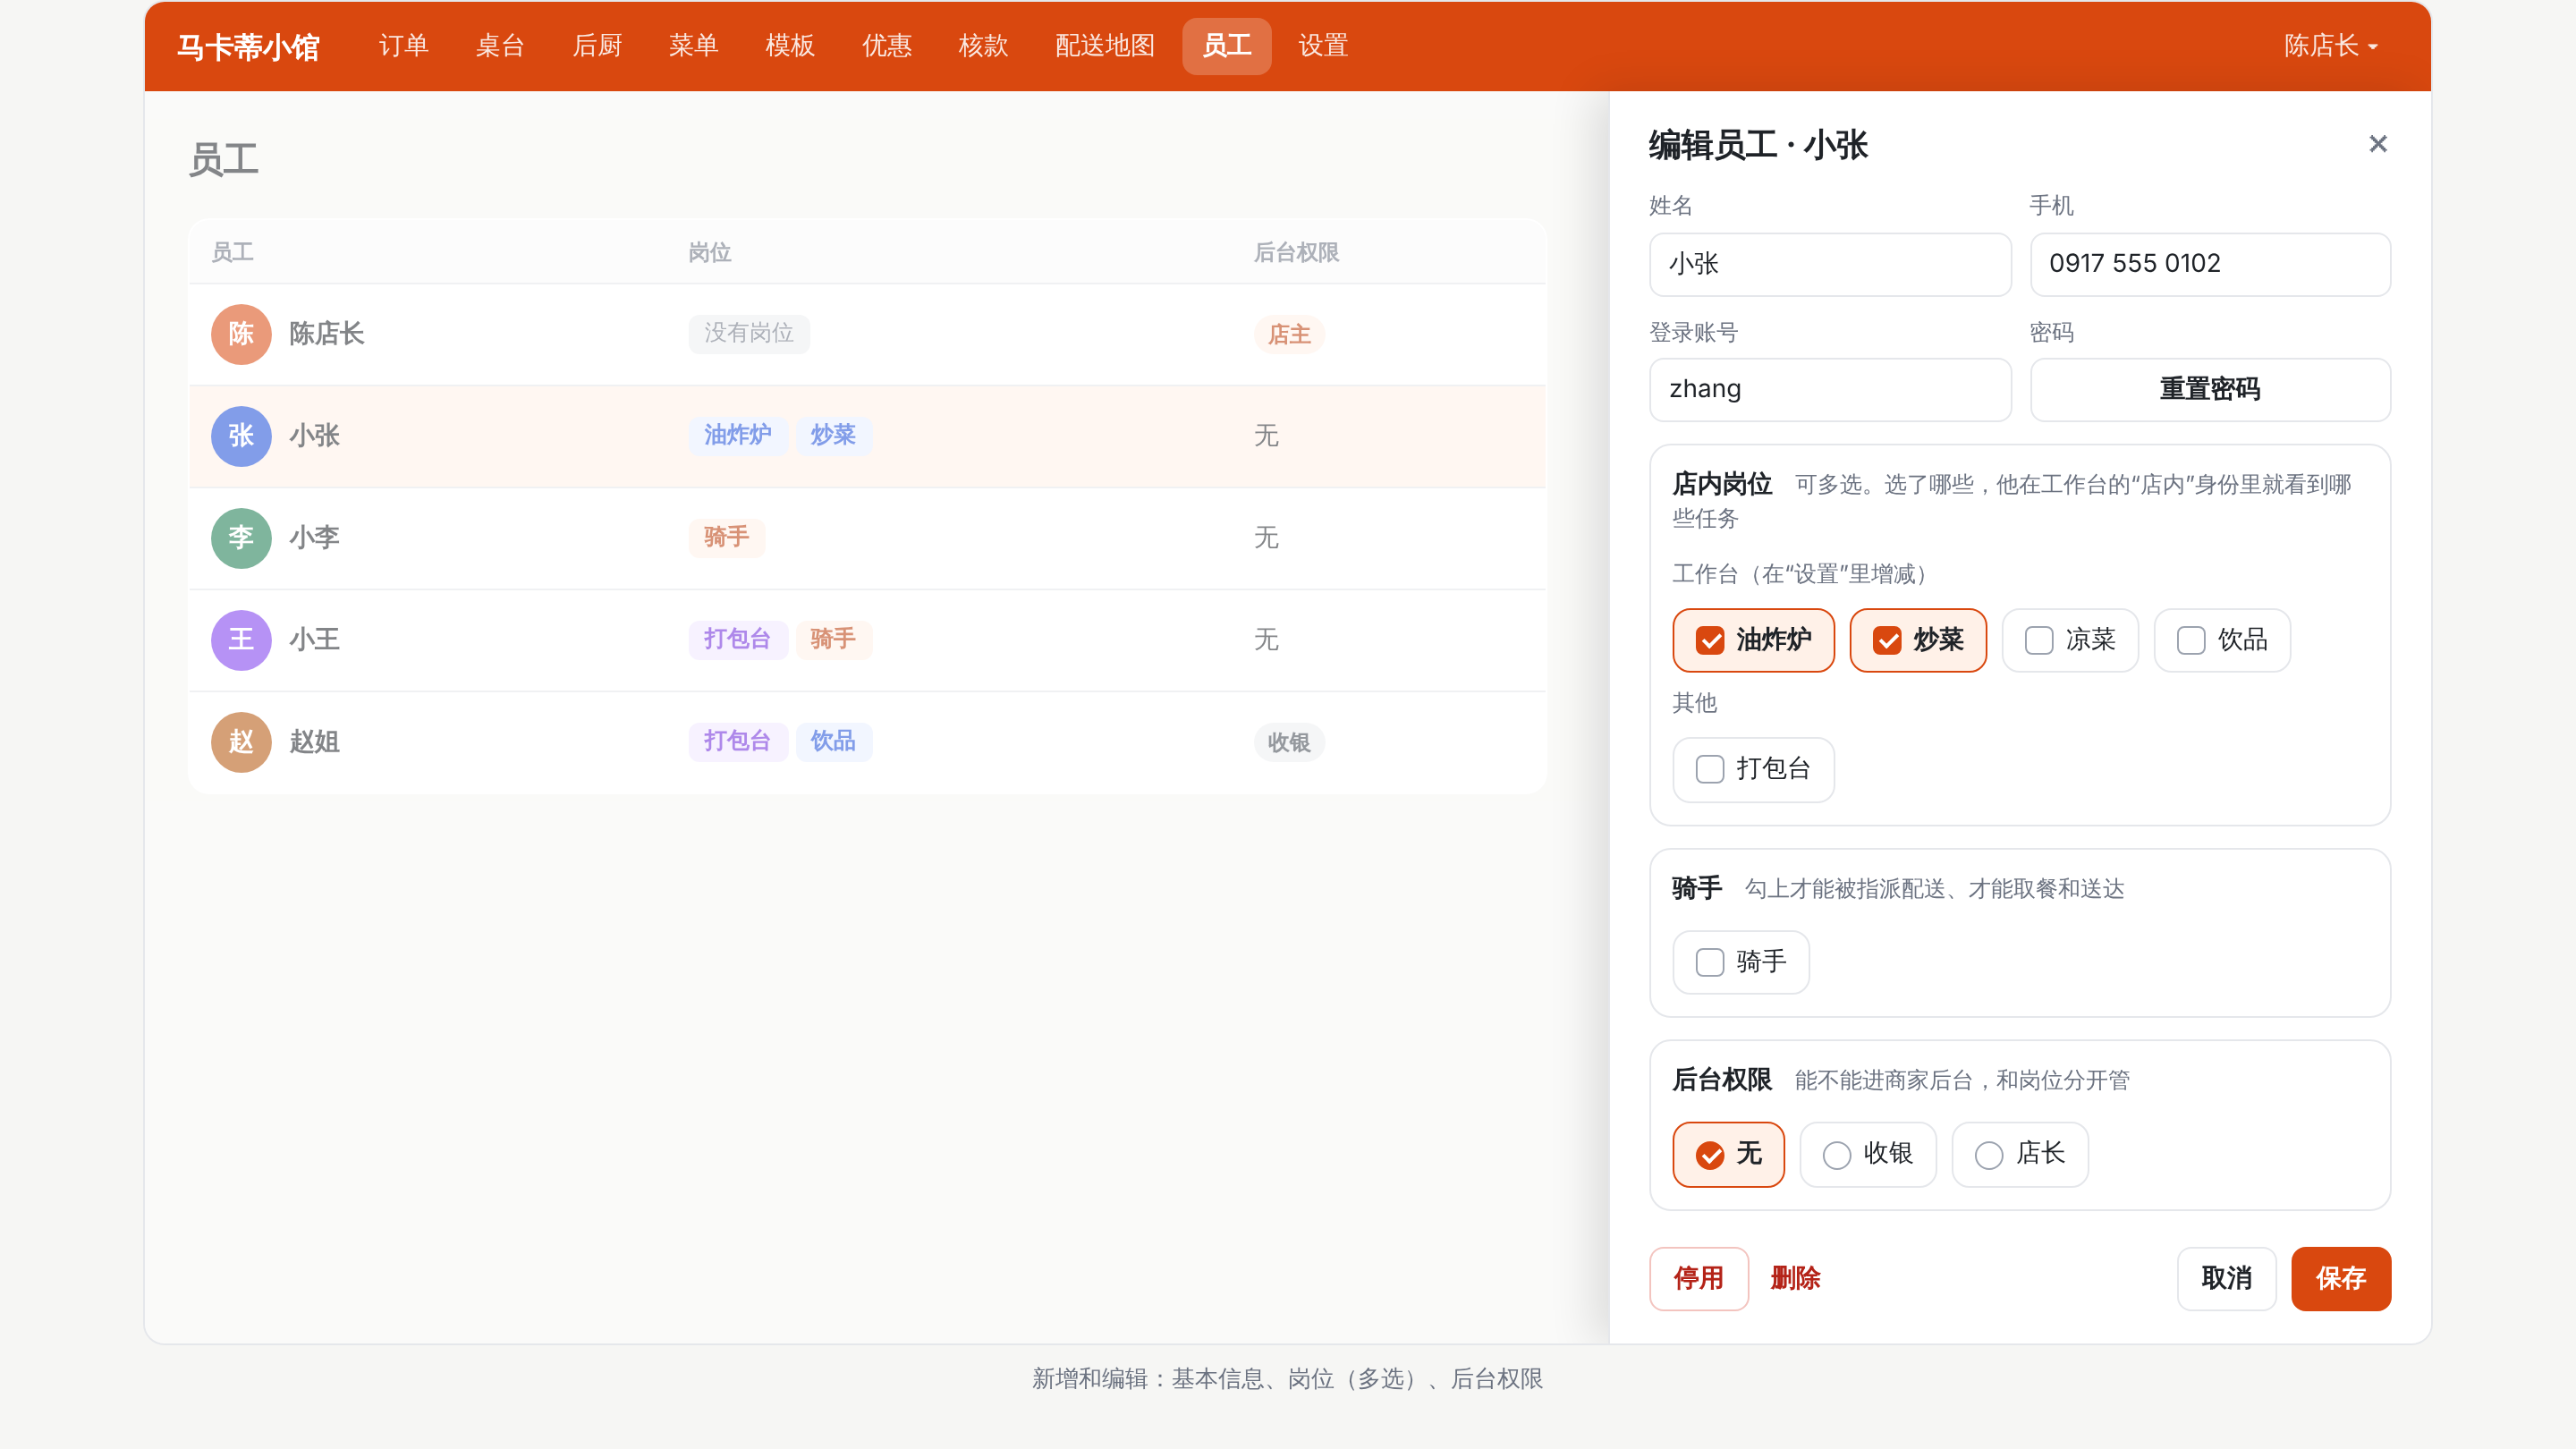 马卡蒂小馆 订单 桌台 后厨 菜单 模板 优惠 核款 配送地图 员工 设置 陈店长
员工
员工 岗位 后台权限
陈 陈店长 没有岗位 店主
张 小张 油炸炉 炒菜 无
李 小李 骑手 无
王 小王 打包台 骑手 无
赵 赵姐 打包台 饮品 收银
编辑员工 · 小张 ×
姓名 手机
小张 0917 555 0102
登录账号 密码
zhang 重置密码
店内岗位 可多选。选了哪些，他在工作台的“店内”身份里就看到哪
些任务
工作台（在“设置”里增减）
油炸炉 炒菜 凉菜 饮品
其他
打包台
骑手 勾上才能被指派配送、才能取餐和送达
骑手
后台权限 能不能进商家后台，和岗位分开管
无 收银 店长
停用 删除 取消 保存
新增和编辑：基本信息、岗位（多选）、后台权限